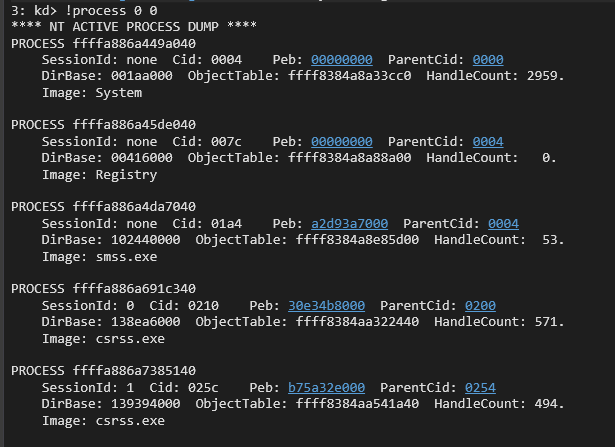 3: kd> !process 0 0
**** NT ACTIVE PROCESS DUMP ****
PROCESS ffffa886a449a040
    SessionId: none  Cid: 0004    Peb: 00000000  ParentCid: 0000
    DirBase: 001aa000  ObjectTable: ffff8384a8a33cc0  HandleCount: 2959.
    Image: System

PROCESS ffffa886a45de040
    SessionId: none  Cid: 007c    Peb: 00000000  ParentCid: 0004
    DirBase: 00416000  ObjectTable: ffff8384a8a88a00  HandleCount:   0.
    Image: Registry

PROCESS ffffa886a4da7040
    SessionId: none  Cid: 01a4    Peb: a2d93a7000  ParentCid: 0004
    DirBase: 102440000  ObjectTable: ffff8384a8e85d00  HandleCount:  53.
    Image: smss.exe

PROCESS ffffa886a691c340
    SessionId: 0  Cid: 0210    Peb: 30e34b8000  ParentCid: 0200
    DirBase: 138ea6000  ObjectTable: ffff8384aa322440  HandleCount: 571.
    Image: csrss.exe

PROCESS ffffa886a7385140
    SessionId: 1  Cid: 025c    Peb: b75a32e000  ParentCid: 0254
    DirBase: 139394000  ObjectTable: ffff8384aa541a40  HandleCount: 494.
    Image: csrss.exe